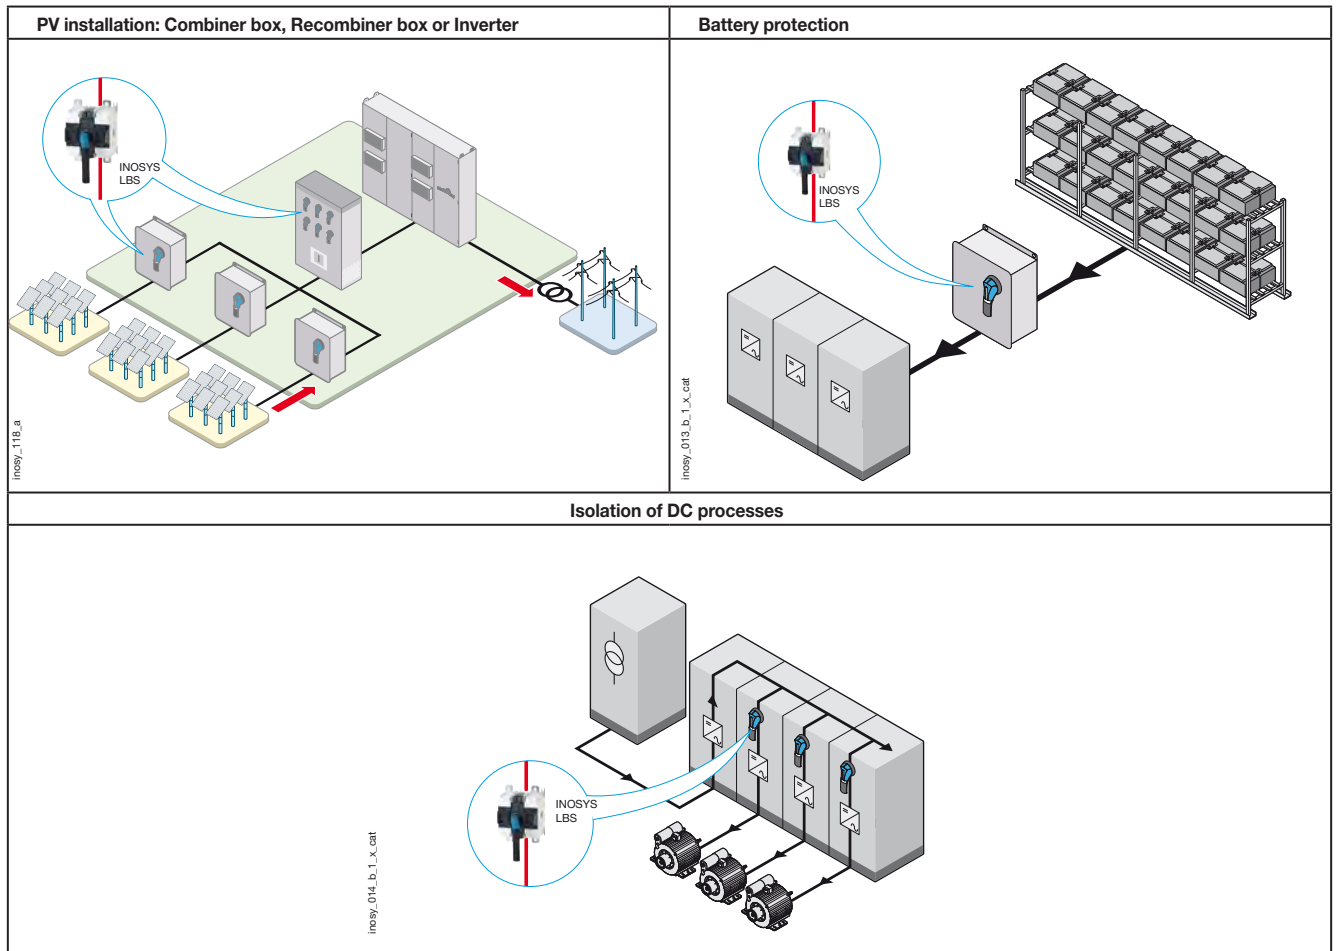 PV installation: Combiner box, Recombiner box or Inverter
INOSYS
LBS
inosy_118_a
Battery protection
INOSYS
LBS
inosy_013_b_1_x_cat
Isolation of DC processes
INOSYS
LBS
inosy_014_b_1_x_cat